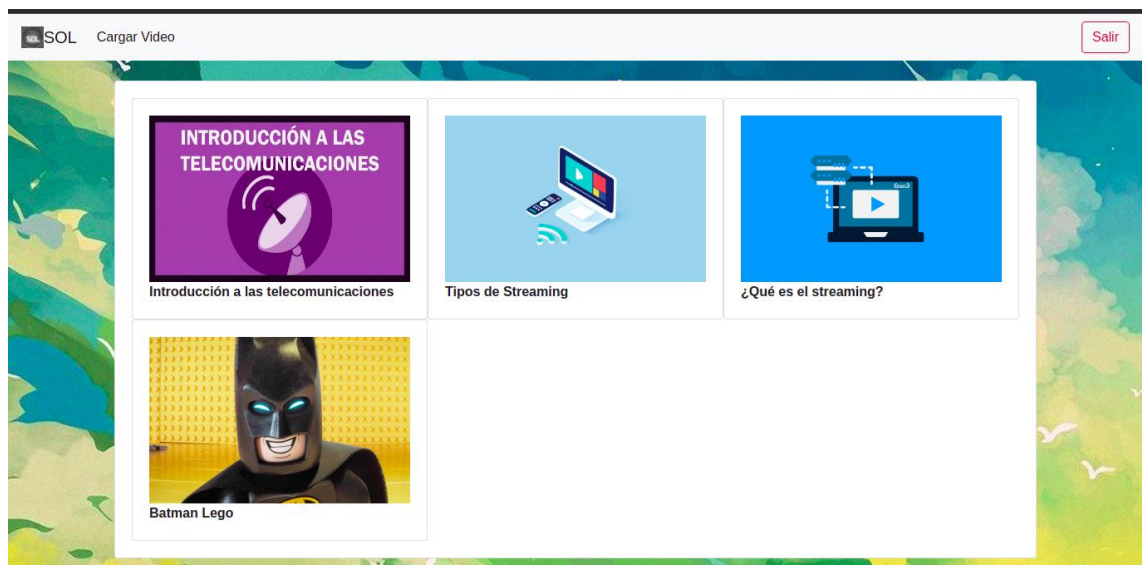 SOL
Cargar Video
Salir
INTRODUCCIÓN A LAS
TELECOMUNICACIONES
Introducción a las telecomunicaciones
Tipos de Streaming
¿Qué es el streaming?
Batman Lego